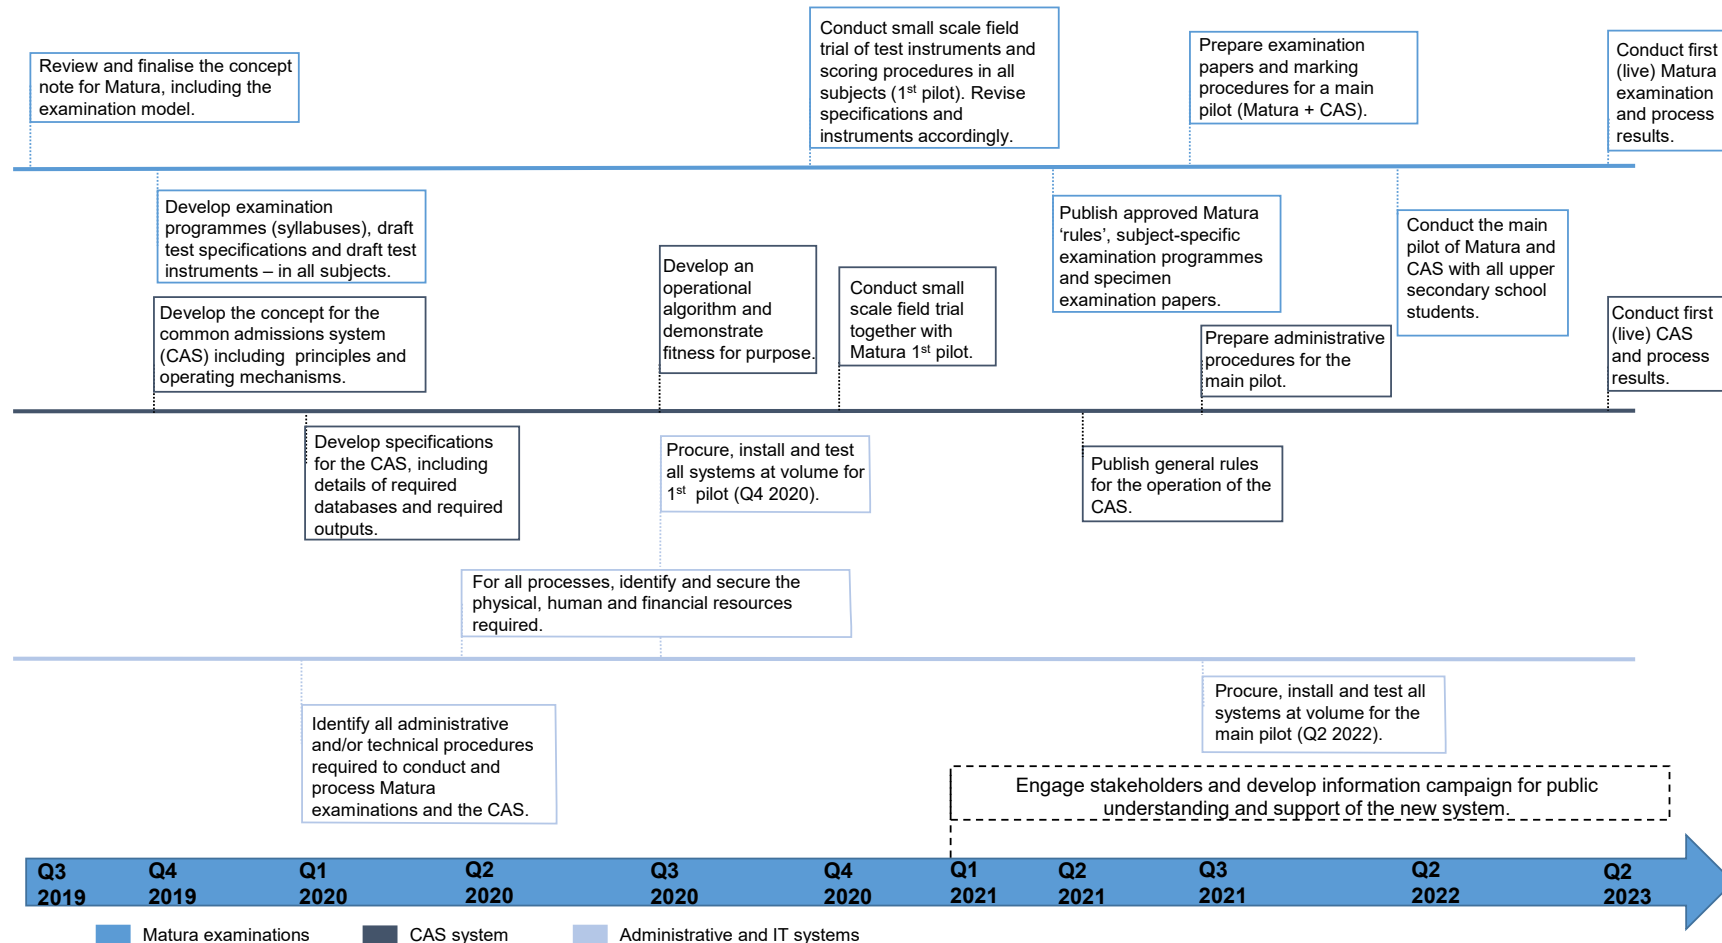 Review and finalise the concept
note for Matura, including the
examination model.
Conduct small scale field
trial of test instruments and
scoring procedures in all
subjects (1st pilot). Revise
specifications and
instruments accordingly.
Prepare examination
papers and marking
procedures for a main
pilot (Matura + CAS).
Conduct first
(live) Matura
examination
and process
results.
Develop examination
programmes (syllabuses), draft
test specifications and draft test
instruments – in all subjects.
Publish approved Matura
‘rules’, subject-specific
examination programmes
and specimen
examination papers.
Conduct the main
pilot of Matura and
CAS with all upper
secondary school
students.
Develop the concept for the
common admissions system
(CAS) including principles and
operating mechanisms.
Develop an
operational
algorithm and
demonstrate
fitness for purpose.
Conduct small
scale field trial
together with
Matura 1st pilot.
Prepare administrative
procedures for the
main pilot.
Conduct first
(live) CAS
and process
results.
Develop specifications
for the CAS, including
details of required
databases and required
outputs.
Procure, install and test
all systems at volume for
1st pilot (Q4 2020).
Publish general rules
for the operation of the
CAS.
For all processes, identify and secure the
physical, human and financial resources
required.
Identify all administrative
and/or technical procedures
required to conduct and
process Matura
examinations and the CAS.
Procure, install and test all
systems at volume for the
main pilot (Q2 2022).
Engage stakeholders and develop information campaign for public
understanding and support of the new system.
Q3
2019
Q4
2019
Q1
2020
Q2
2020
Q3
2020
Q4
2020
Q1
2021
Q2
2021
Q3
2021
Q2
2022
Q2
2023
Matura examinations
CAS system
Administrative and IT systems